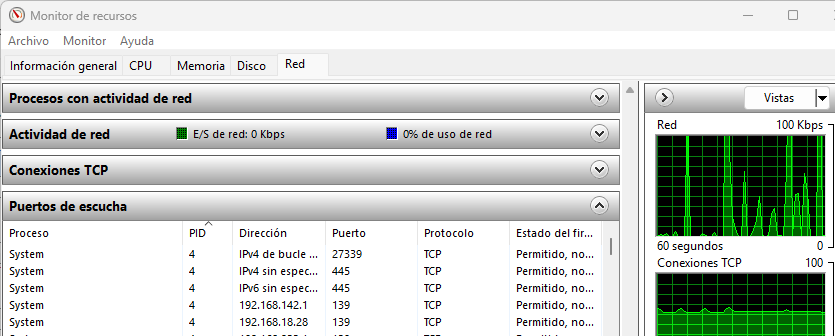 Monitor de recursos
Archivo Monitor Ayuda
Información general CPU Memoria Disco Red
Procesos con actividad de red
Actividad de red E/S de red: 0 Kbps 0% de uso de red
Conexiones TCP
Puertos de escucha
Proceso PID Dirección Puerto Protocolo Estado del fir...
System 4 IPv4 de bucle ... 27339 TCP Permitido, no...
System 4 IPv4 sin espec... 445 TCP Permitido, no...
System 4 IPv6 sin espec... 445 TCP Permitido, no...
System 4 192.168.142.1 139 TCP Permitido, no...
System 4 192.168.18.28 139 TCP Permitido, no...
Vistas
Red 100 Kbps
60 segundos 0
Conexiones TCP 100